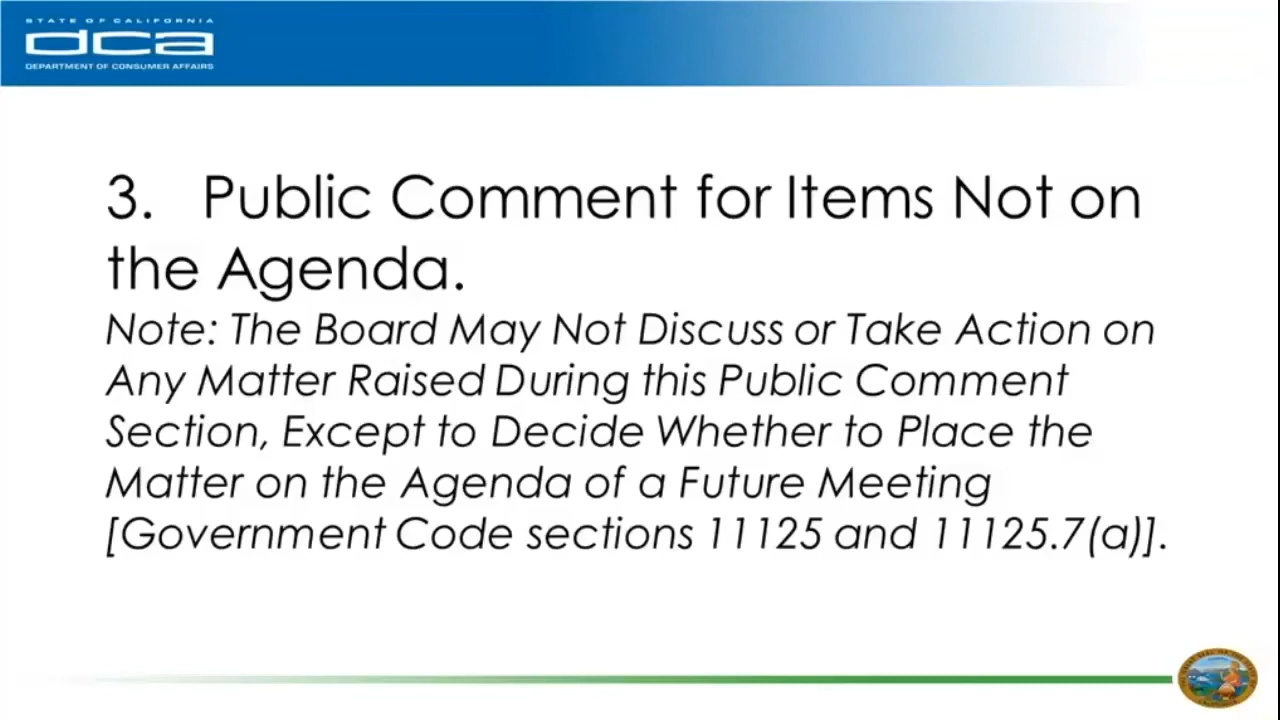 STATE OF CALIFORNIA
dca
DEPARTMENT OF CONSUMER AFFAIRS
3. Public Comment for Items Not on
the Agenda.
Note: The Board May Not Discuss or Take Action on
Any Matter Raised During this Public Comment
Section, Except to Decide Whether to Place the
Matter on the Agenda of a Future Meeting
[Government Code sections 11125 and 11125.7(a)].